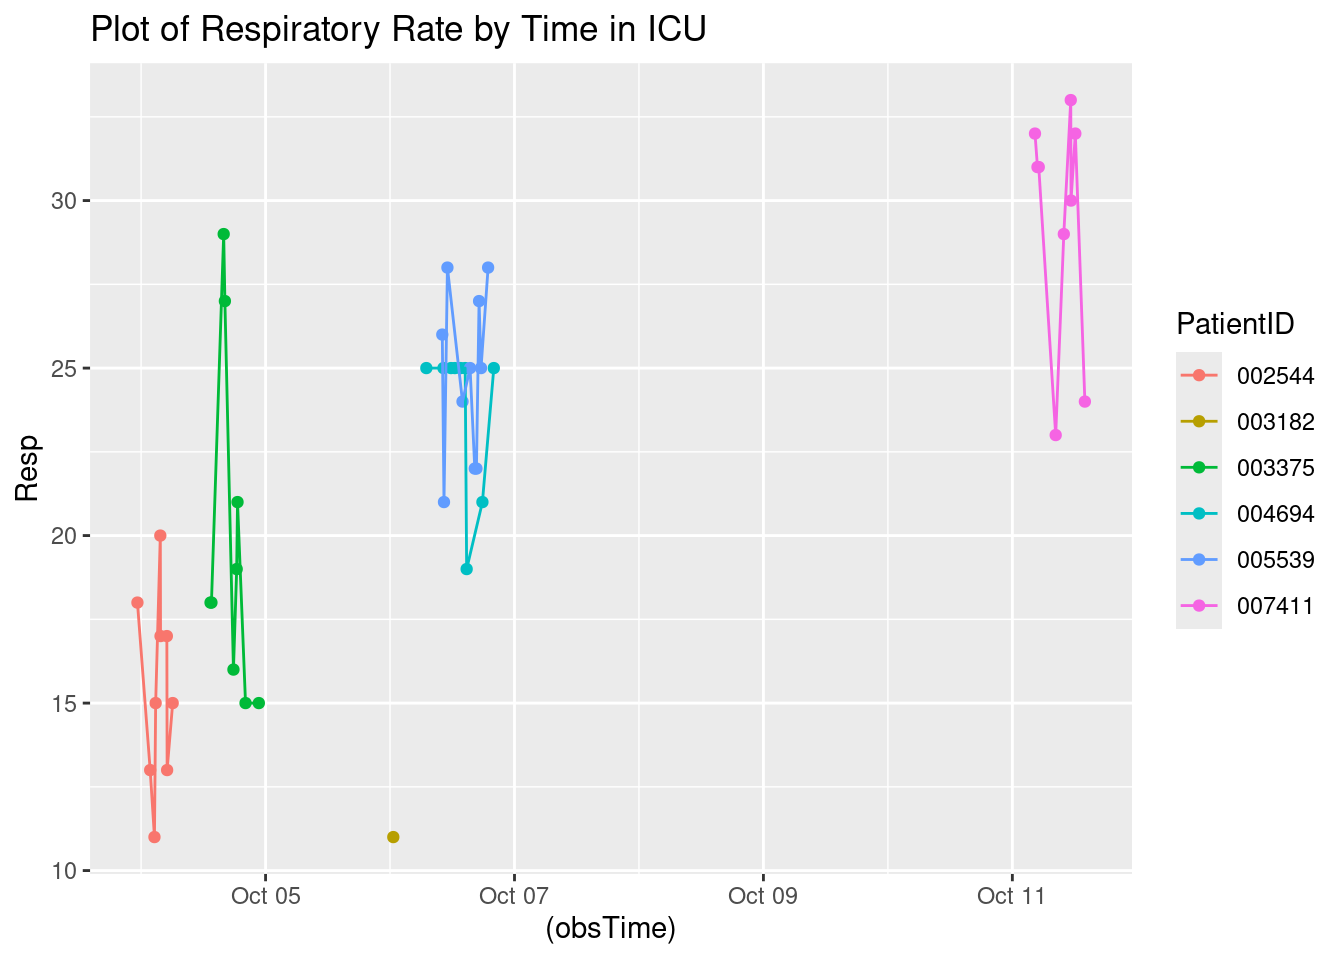 Plot of Respiratory Rate by Time in ICU
Resp
30
25
20
15
10
Oct 05
Oct 07
Oct 09
Oct 11
(obsTime)
PatientID
002544
003182
003375
004694
005539
007411